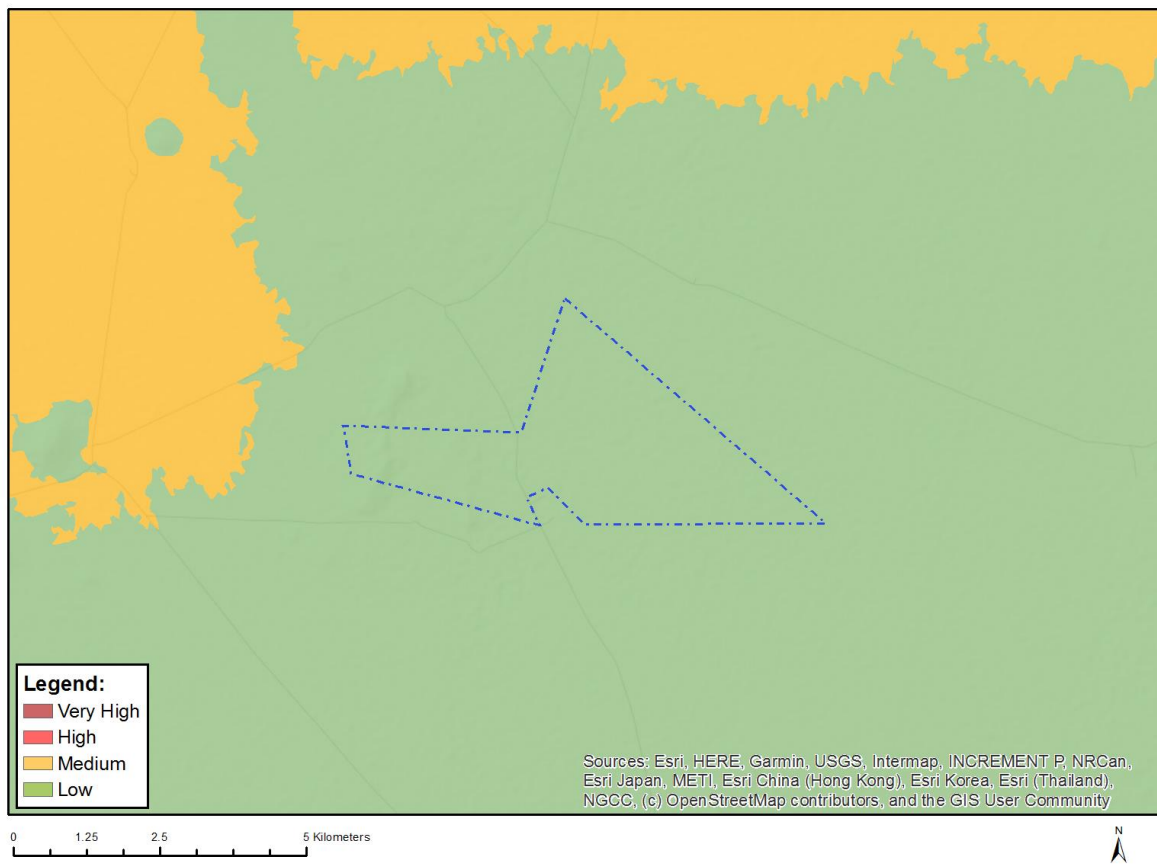 Legend:
Very High
High
Medium
Low
Sources: Esri, HERE, Garmin, USGS, Intermap, INCREMENT P, NRCan,
Esri Japan, METI, Esri China (Hong Kong), Esri Korea, Esri (Thailand),
NGCC, (c) OpenStreetMap contributors, and the GIS User Community
0 1.25 2.5 5 Kilometers
N